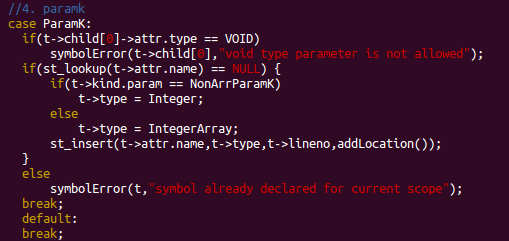 //4. paramk
case ParamK:
if(t->child[0]->attr.type == VOID)
symbolError(t->child[0],"void type parameter is not allowed");
if(st_lookup(t->attr.name) == NULL) {
if(t->kind.param == NonArrParamK)
t->type = Integer;
else
t->type = IntegerArray;
st_insert(t->attr.name,t->type,t->lineno,addLocation());
}
else
symbolError(t,"symbol already declared for current scope");
break;
default:
break;